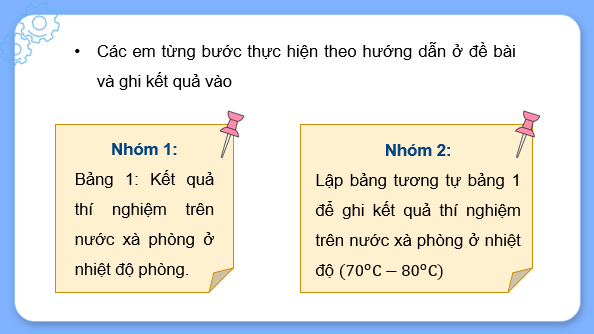 • Các em từng bước thực hiện theo hướng dẫn ở đề bài
và ghi kết quả vào
Nhóm 1:
Bảng 1: Kết quả
thí nghiệm trên
nước xà phòng ở
nhiệt độ phòng.
Nhóm 2:
Lập bảng tương tự bảng 1
để ghi kết quả thí nghiệm
trên nước xà phòng ở nhiệt
độ (70°C – 80°C)